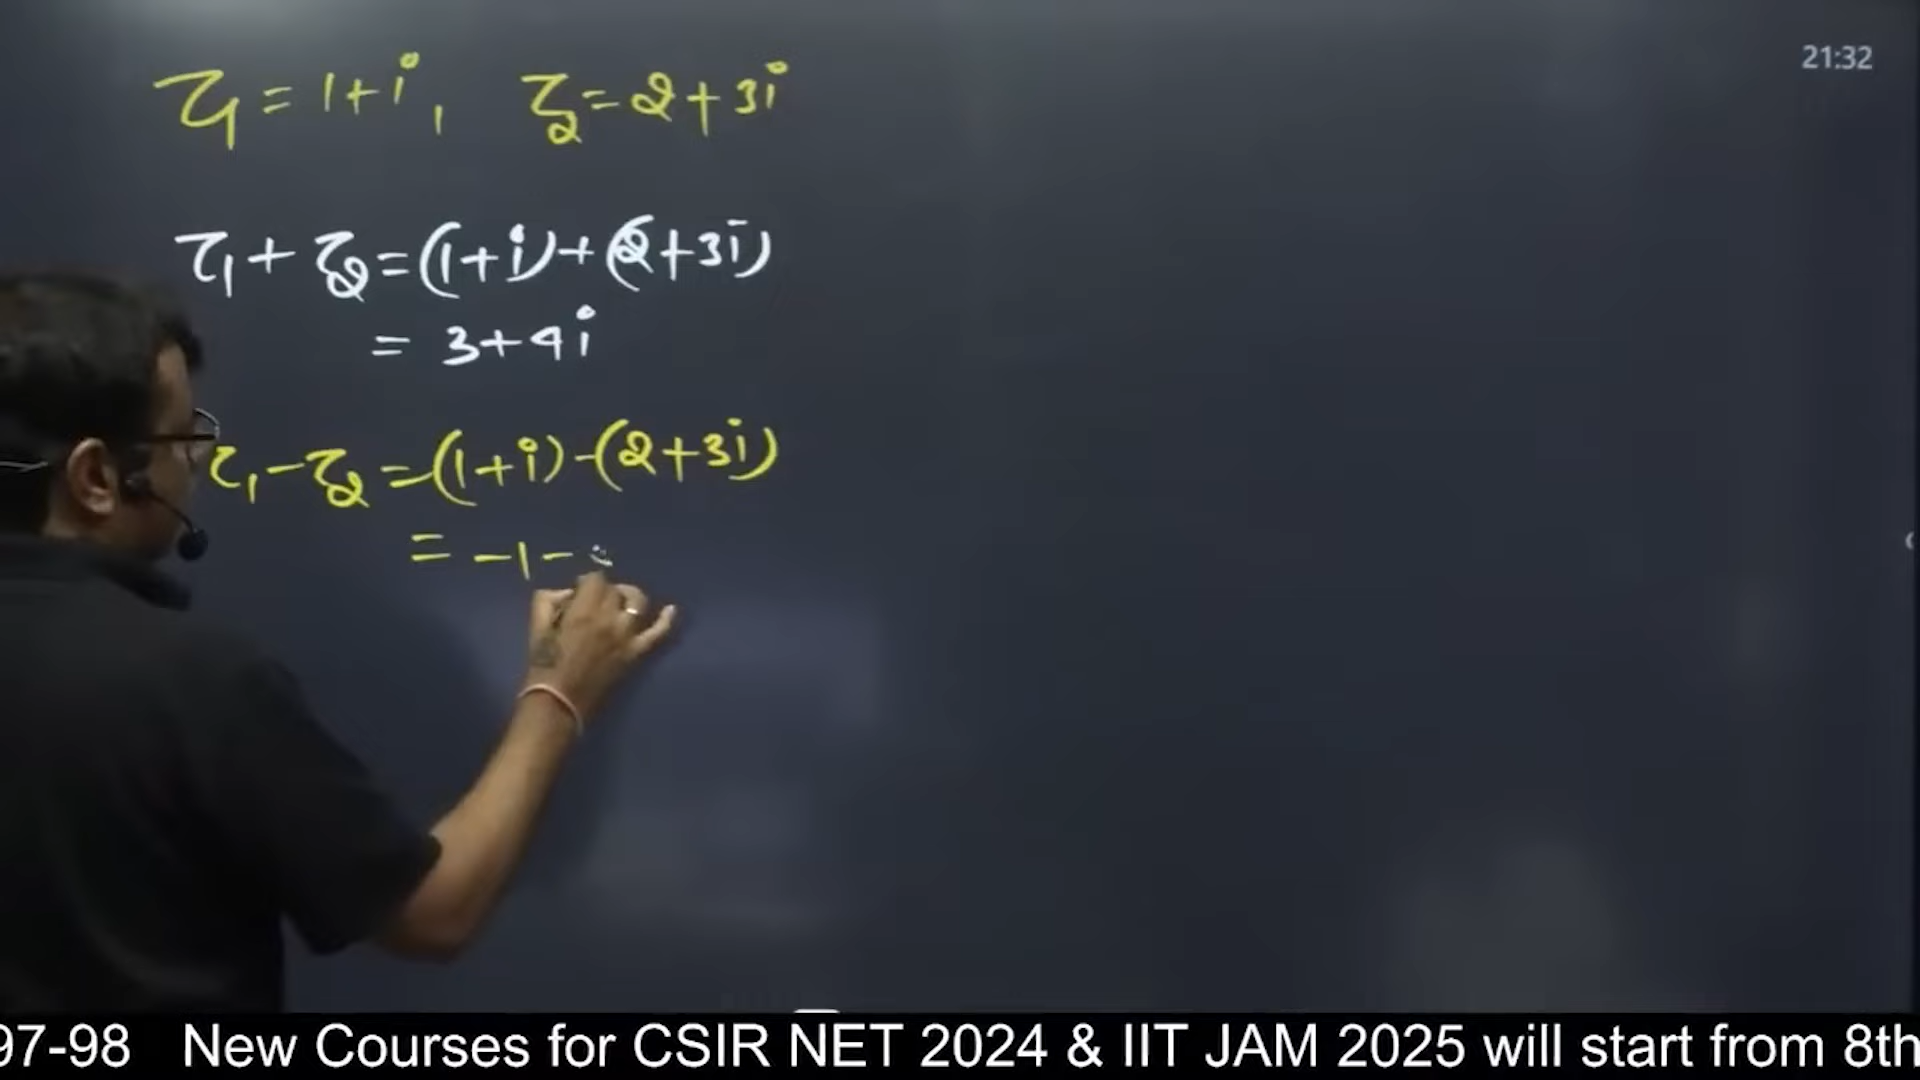 21:32
z₁ = 1+i, z₂ = 2+3i
z₁ + z₂ = (1+i) + (2+3i)
= 3+4i
z₁ - z₂ = (1+i) - (2+3i)
= -1 -
97-98 New Courses for CSIR NET 2024 & IIT JAM 2025 will start from 8th